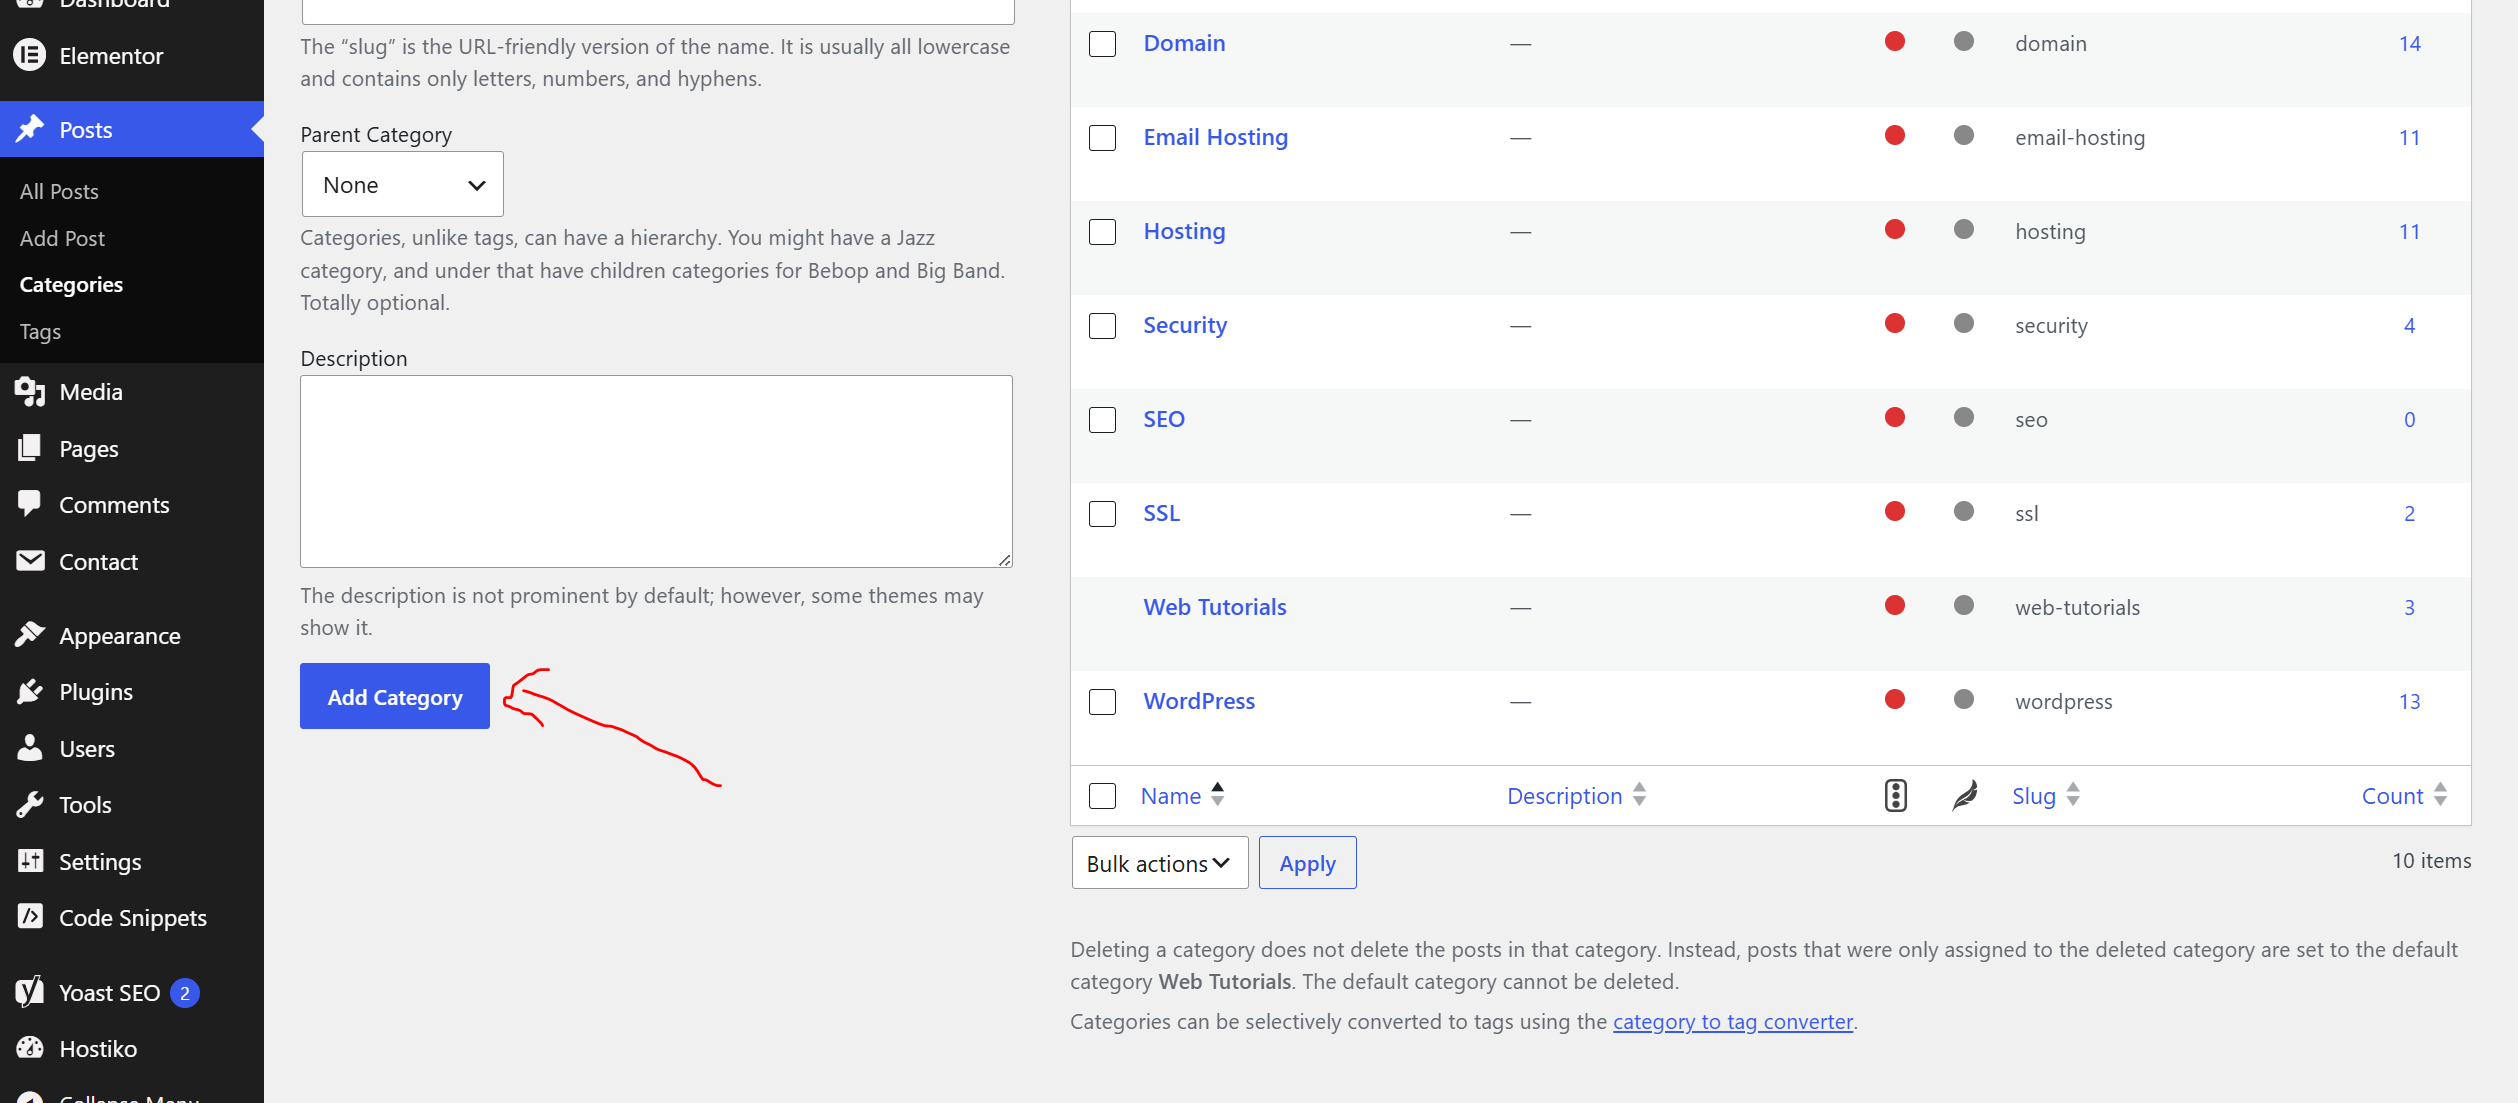 Dashboard
Elementor
Posts
All Posts
Add Post
Categories
Tags
Media
Pages
Comments
Contact
Appearance
Plugins
Users
Tools
Settings
Code Snippets
Yoast SEO 2
Hostiko
Collapse Menu
The “slug” is the URL-friendly version of the name. It is usually all lowercase
and contains only letters, numbers, and hyphens.
Parent Category
None
Categories, unlike tags, can have a hierarchy. You might have a Jazz
category, and under that have children categories for Bebop and Big Band.
Totally optional.
Description
The description is not prominent by default; however, some themes may
show it.
Add Category
Domain — domain 14
Email Hosting — email-hosting 11
Hosting — hosting 11
Security — security 4
SEO — seo 0
SSL — ssl 2
Web Tutorials — web-tutorials 3
WordPress — wordpress 13
Name Description Slug Count
Bulk actions Apply 10 items
Deleting a category does not delete the posts in that category. Instead, posts that were only assigned to the deleted category are set to the default
category Web Tutorials. The default category cannot be deleted.
Categories can be selectively converted to tags using the category to tag converter.